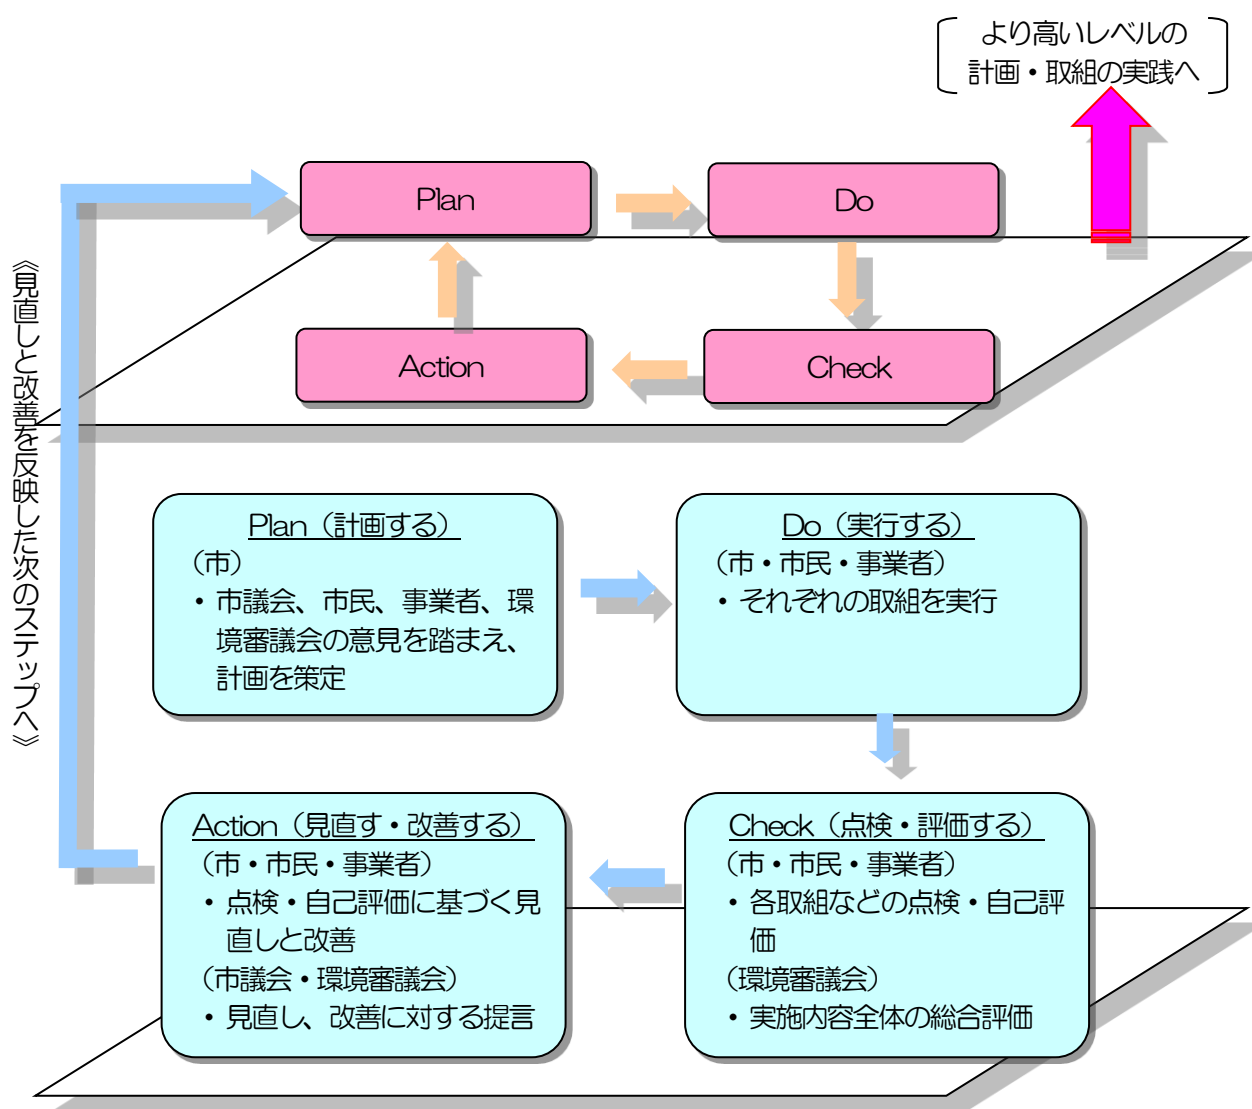 より高いレベルの
計画・取組の実践へ
Plan
Do
Action
Check
《見直しと改善を反映した次のステップへ》
Plan（計画する）
（市）
・市議会、市民、事業者、環
境審議会の意見を踏まえ、
計画を策定
Do（実行する）
（市・市民・事業者）
・それぞれの取組を実行
Action（見直す・改善する）
（市・市民・事業者）
・点検・自己評価に基づく見
直しと改善
（市議会・環境審議会）
・見直し、改善に対する提言
Check（点検・評価する）
（市・市民・事業者）
・各取組などの点検・自己評
価
（環境審議会）
・実施内容全体の総合評価